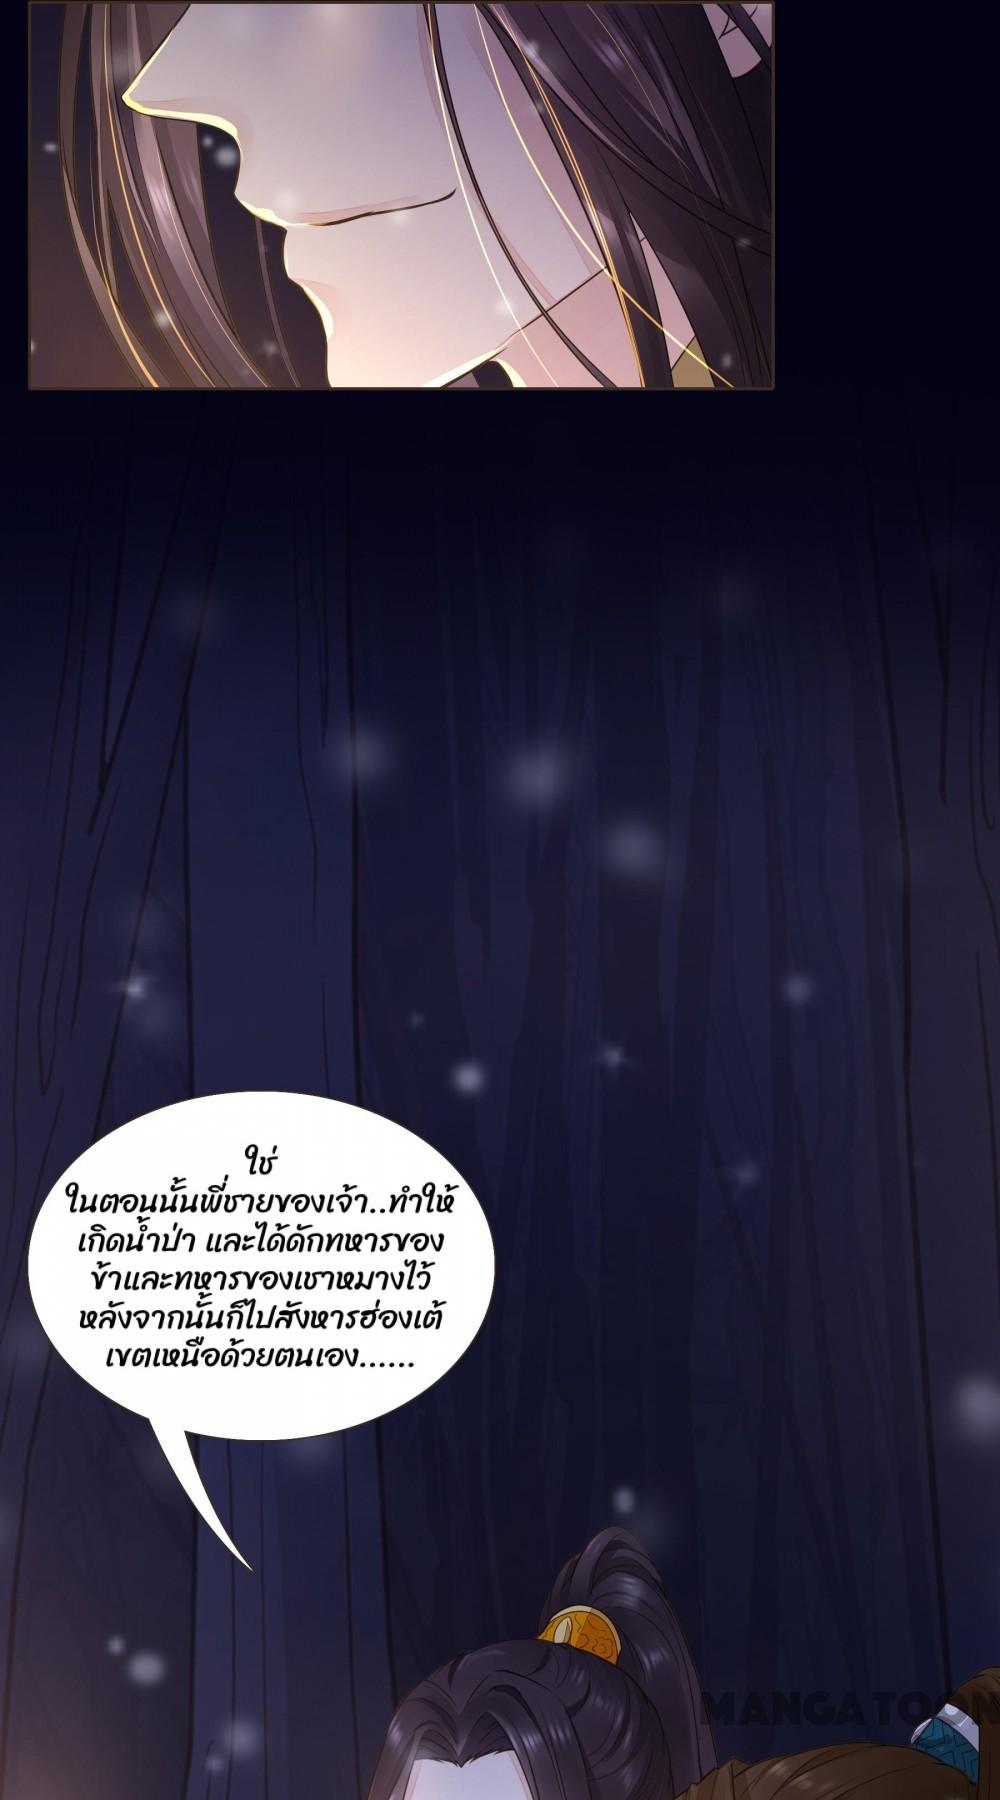 ใช่
ในตอนนั้นพี่ชายของเจ้า..ทำให้
เกิดน้ำป่า และได้ดักทหารของ
ข้าและทหารของเชาหมางไว้
หลังจากนั้นก็ไปสังหารฮ่องเต้
เขตเหนือด้วยตนเอง......
MANGATOON